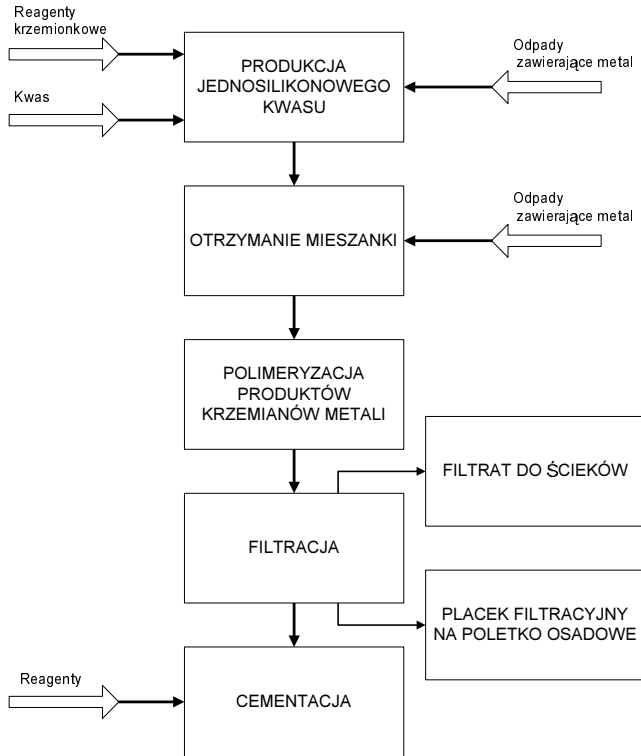 Reagenty
krzemionkowe
Kwas
PRODUKCJA
JEDNOSILIKONOWEGO
KWASU
Odpady
zawierające metal
OTRZYMANIE MIESZANKI
Odpady
zawierające metal
POLIMERYZACJA
PRODUKTÓW
KRZEMIANÓW METALI
FILTRAT DO ŚCIEKÓW
FILTRACJA
PLACEK FILTRACYJNY
NA POLETKO OSADOWE
Reagenty
CEMENTACJA